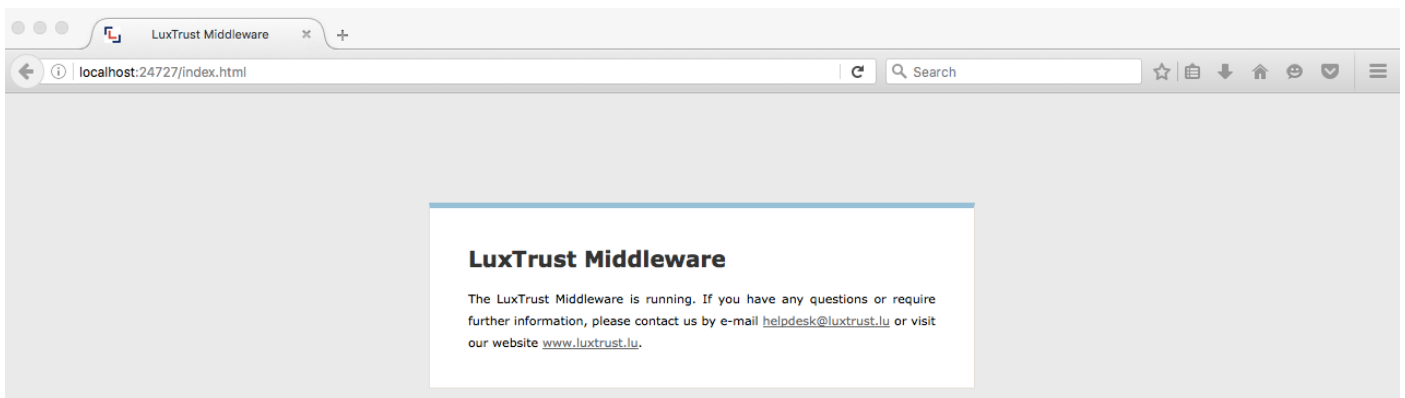 LuxTrust Middleware
localhost:24727/index.html
Search
LuxTrust Middleware
The LuxTrust Middleware is running. If you have any questions or require
further information, please contact us by e-mail helpdesk@luxtrust.lu or visit
our website www.luxtrust.lu.